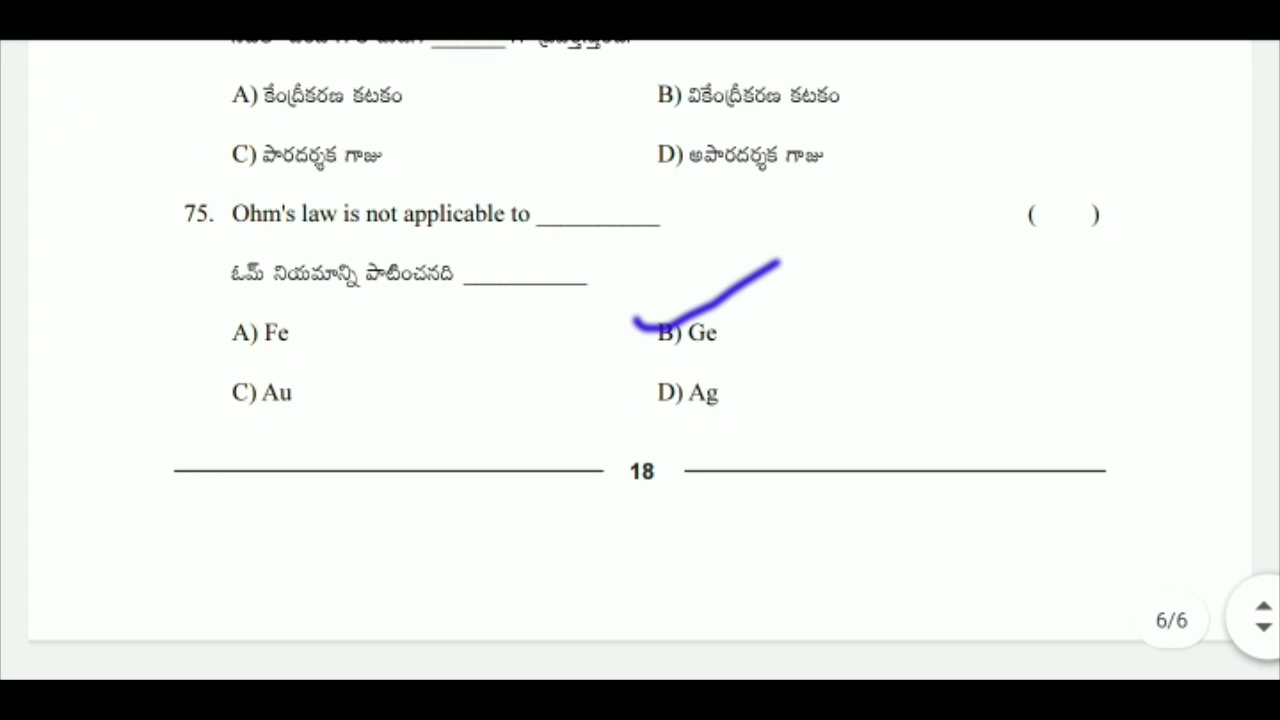 A) కేంద్రీకరణ కటకం B) వికేంద్రీకరణ కటకం
C) పారదర్శక గాజు D) అపారదర్శక గాజు
75. Ohm's law is not applicable to __________ ( )
ఓమ్ నియమాన్ని పాటించనది __________
A) Fe B) Ge
C) Au D) Ag
18
6/6